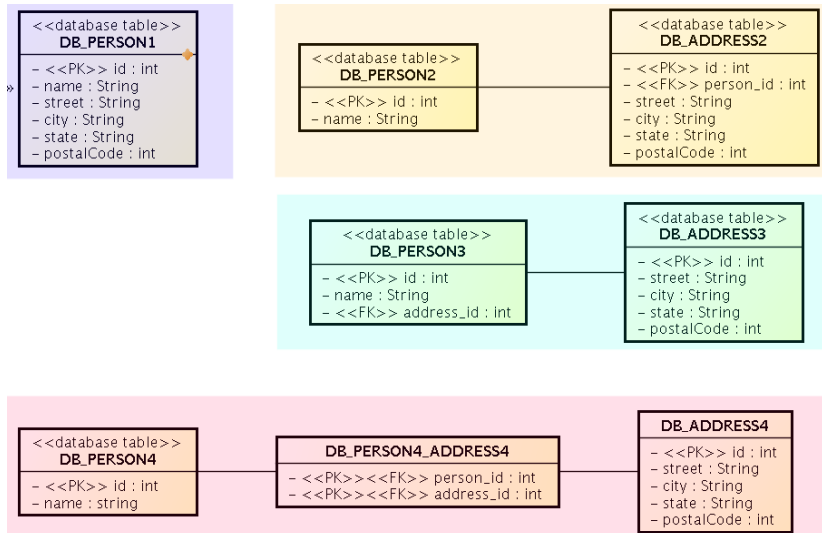 <<database table>>
DB_PERSON1
– <<PK>> id : int
– name : String
– street : String
– city : String
– state : String
– postalCode : int
»
<<database table>>
DB_PERSON2
– <<PK>> id : int
– name : String
<<database table>>
DB_ADDRESS2
– <<PK>> id : int
– <<FK>> person_id : int
– street : String
– city : String
– state : String
– postalCode : int
<<database table>>
DB_PERSON3
– <<PK>> id : int
– name : String
– <<FK>> address_id : int
<<database table>>
DB_ADDRESS3
– <<PK>> id : int
– street : String
– city : String
– state : String
– postalCode : int
<<database table>>
DB_PERSON4
– <<PK>> id : int
– name : string
DB_PERSON4_ADDRESS4
– <<PK>><<FK>> person_id : int
– <<PK>><<FK>> address_id : int
DB_ADDRESS4
– <<PK>> id : int
– street : String
– city : String
– state : String
– postalCode : int